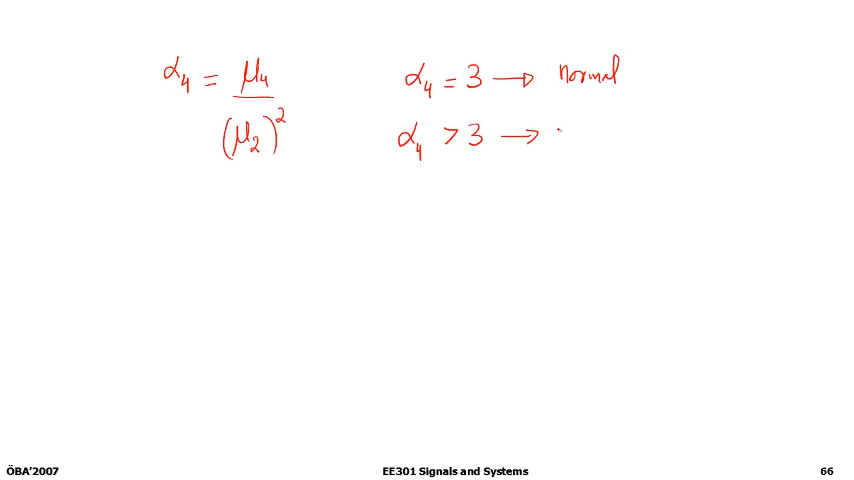 α₄ = μ₄ / (μ₂)²
α₄ = 3 → normal
α₄ > 3 →
ÖBA'2007 EE301 Signals and Systems 66